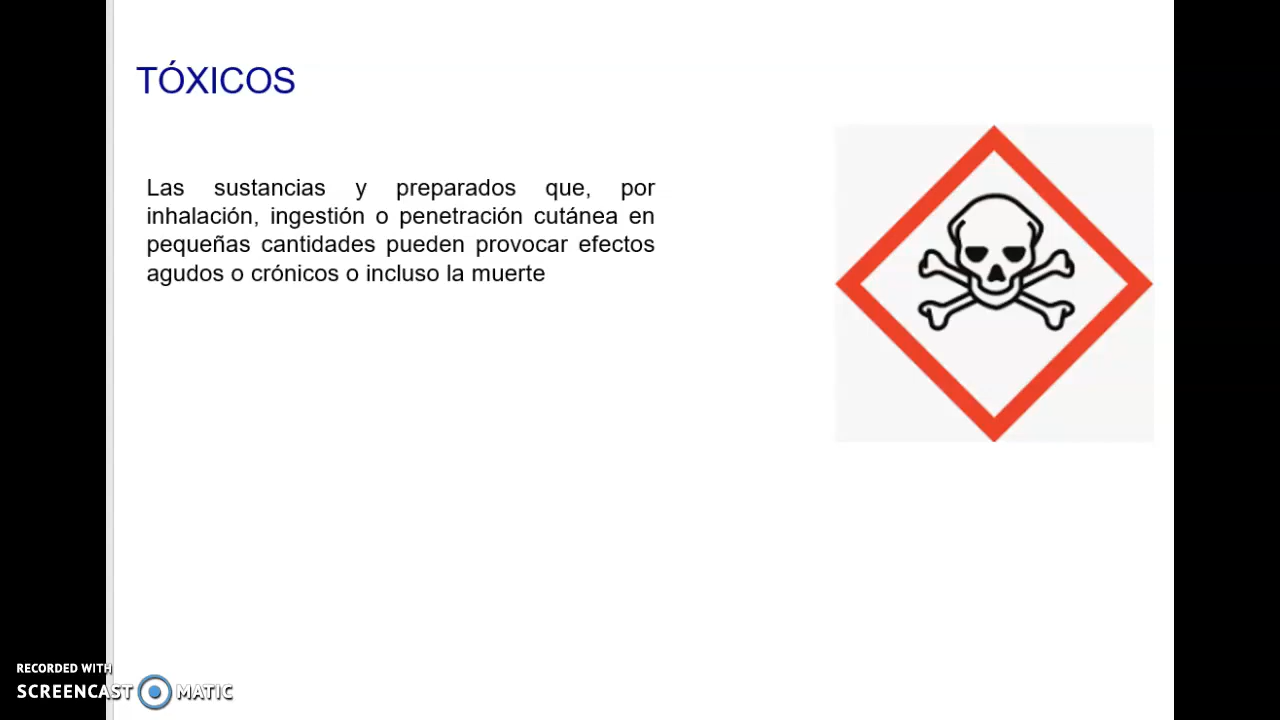 TÓXICOS
Las sustancias y preparados que, por
inhalación, ingestión o penetración cutánea en
pequeñas cantidades pueden provocar efectos
agudos o crónicos o incluso la muerte
RECORDED WITH
SCREENCAST MATIC